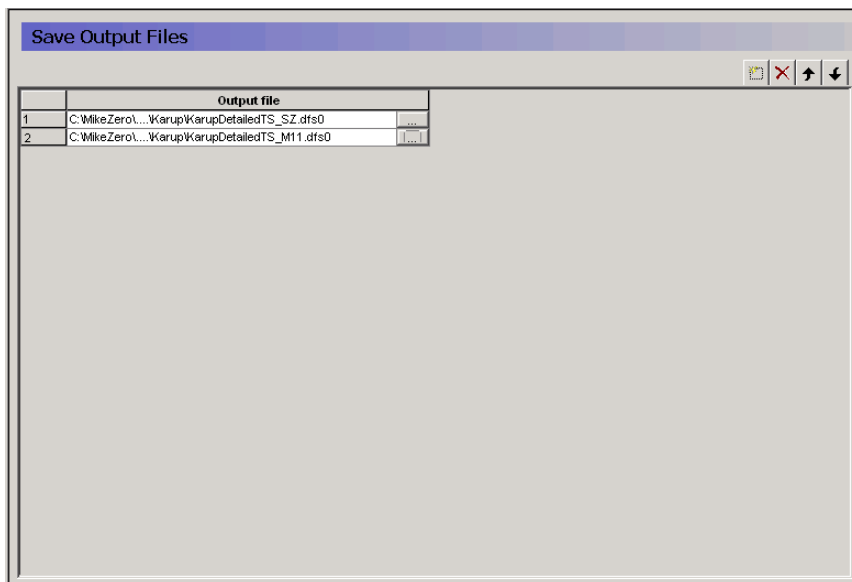 Save Output Files
Output file
1 C:\MikeZero\....\Karup\KarupDetailedTS_SZ.dfs0 ...
2 C:\MikeZero\....\Karup\KarupDetailedTS_M11.dfs0 ...